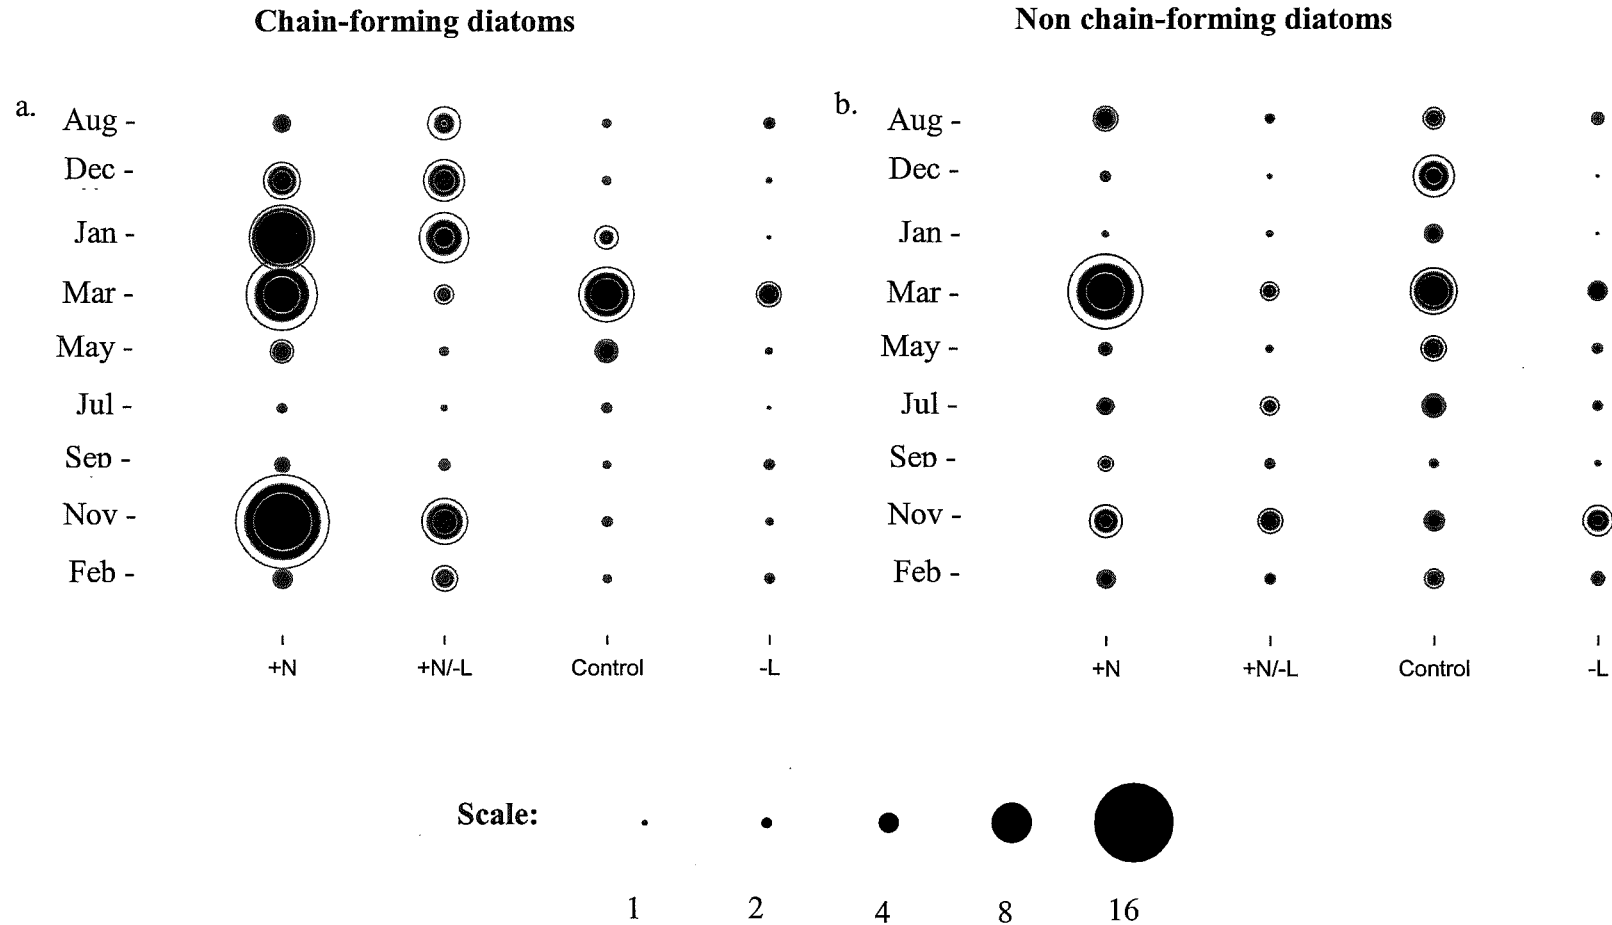 Chain-forming diatoms Non chain-forming diatoms
a. Aug - b. Aug -
Dec - Dec -
Jan - Jan -
Mar - Mar -
May - May -
Jul - Jul -
Sep - Sep -
Nov - Nov -
Feb - Feb -
+N +N/-L Control -L +N +N/-L Control -L
Scale:
1 2 4 8 16